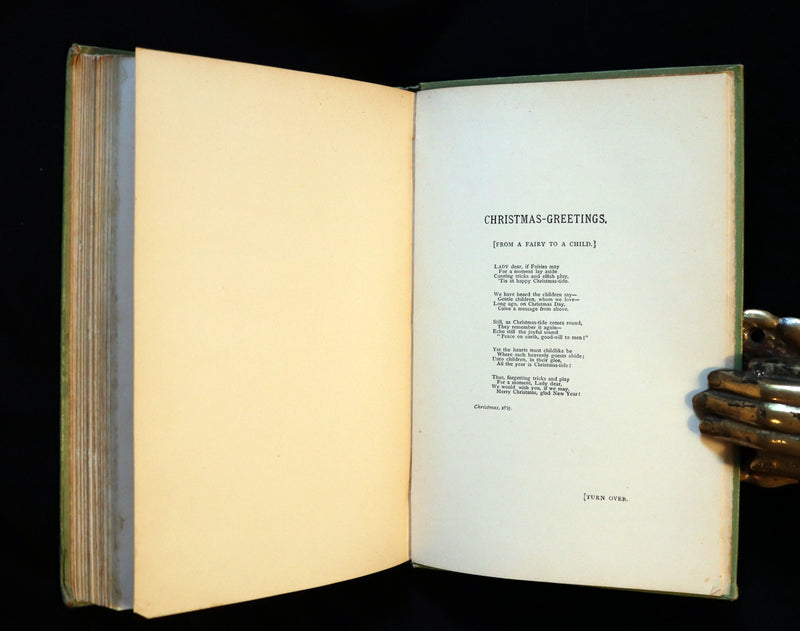 CHRISTMAS-GREETINGS.
[FROM A FAIRY TO A CHILD.]
LADY dear, if Fairies may
For a moment lay aside
Cunning tricks and elfish play,
'Tis at happy Christmas-tide.
We have heard the children say—
Gentle children, whom we love—
Long ago, on Christmas Day,
Came a message from above.
Still, as Christmas-tide comes round,
They remember it again—
Echo still the joyful sound
"Peace on earth, good-will to men!"
Yet the hearts must childlike be
Where such heavenly guests abide;
Unto children, in their glee,
All the year is Christmas-tide!
Thus, forgetting tricks and play
For a moment, Lady dear,
We would wish you, if we may,
Merry Christmas, glad New Year!
Christmas, 1867.
[TURN OVER.